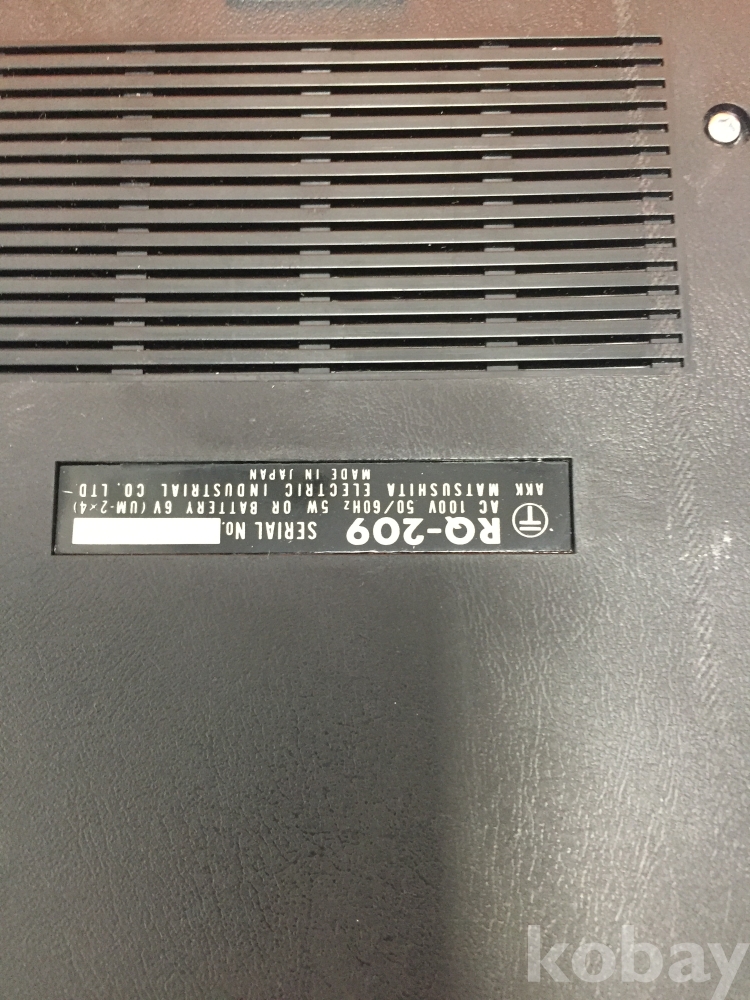 RQ-209 SERIAL No.
AC 100V 50/60Hz 5W OR BATTERY 6V (UM-2×4)
AKK MATSUSHITA ELECTRIC INDUSTRIAL CO. LTD
MADE IN JAPAN
kobay